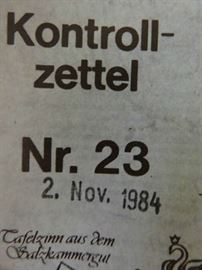 Kontroll-
zettel
Nr. 23
2. Nov. 1984
Tafelzinn aus dem
Salzkammergut